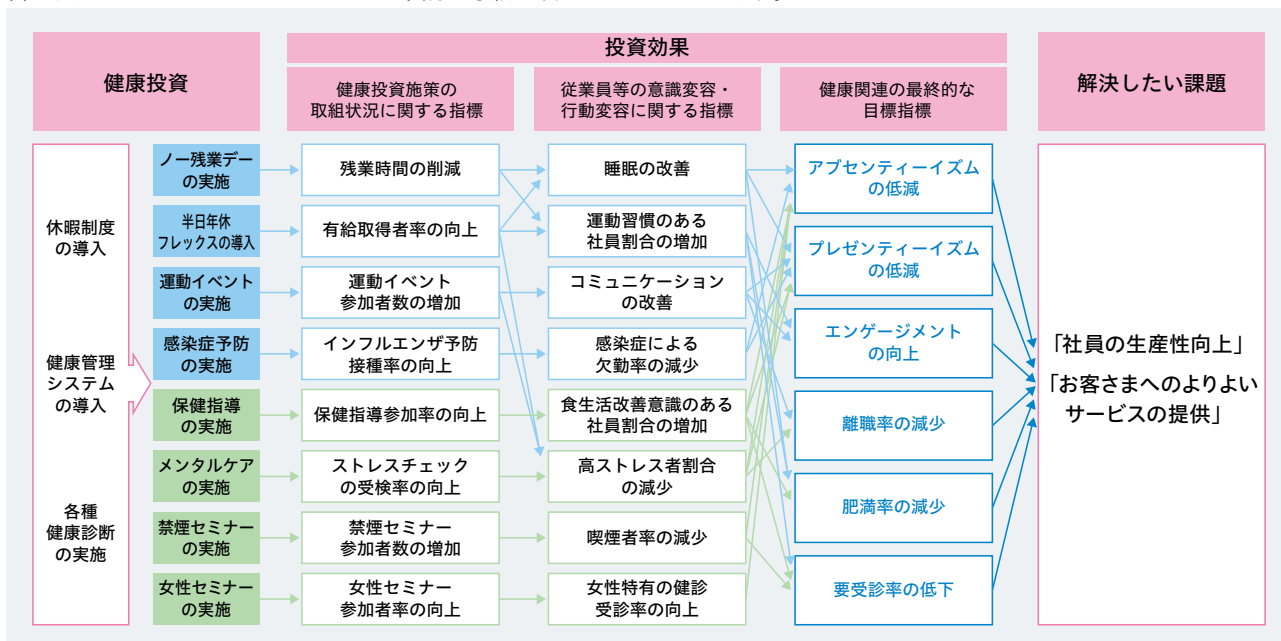 健康投資
投資効果
健康投資施策の
取組状況に関する指標
従業員等の意識変容・
行動変容に関する指標
健康関連の最終的な
目標指標
解決したい課題
休暇制度
の導入
健康管理
システム
の導入
各種
健康診断
の実施
ノー残業デー
の実施
半日年休
フレックスの導入
運動イベント
の実施
感染症予防
の実施
保健指導
の実施
メンタルケア
の実施
禁煙セミナー
の実施
女性セミナー
の実施
残業時間の削減
有給取得者率の向上
運動イベント
参加者数の増加
インフルエンザ予防
接種率の向上
保健指導参加率の向上
ストレスチェック
の受検率の向上
禁煙セミナー
参加者数の増加
女性セミナー
参加者率の向上
睡眠の改善
運動習慣のある
社員割合の増加
コミュニケーション
の改善
感染症による
欠勤率の減少
食生活改善意識のある
社員割合の増加
高ストレス者割合
の減少
喫煙者率の減少
女性特有の健診
受診率の向上
アブセンティーイズム
の低減
プレゼンティーイズム
の低減
エンゲージメント
の向上
離職率の減少
肥満率の減少
要受診率の低下
「社員の生産性向上」
「お客さまへのよりよい
サービスの提供」